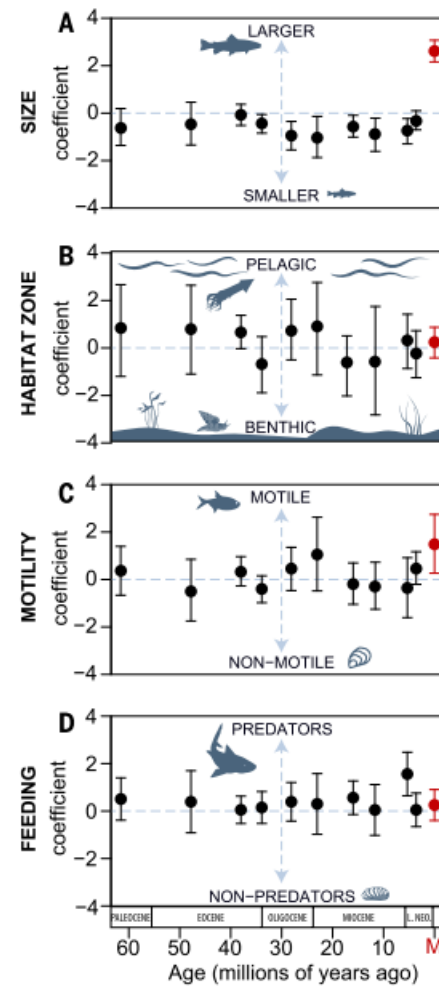 A
SIZE
coefficient
4
2
0
−2
−4
LARGER
SMALLER
B
HABITAT ZONE
coefficient
4
2
0
−2
−4
PELAGIC
BENTHIC
C
MOTILITY
coefficient
4
2
0
−2
−4
MOTILE
NON−MOTILE
D
FEEDING
coefficient
4
2
0
−2
−4
PREDATORS
NON−PREDATORS
PALEOCENE EOCENE OLIGOCENE MIOCENE L. NEO.
60 50 40 30 20 10 M
Age (millions of years ago)